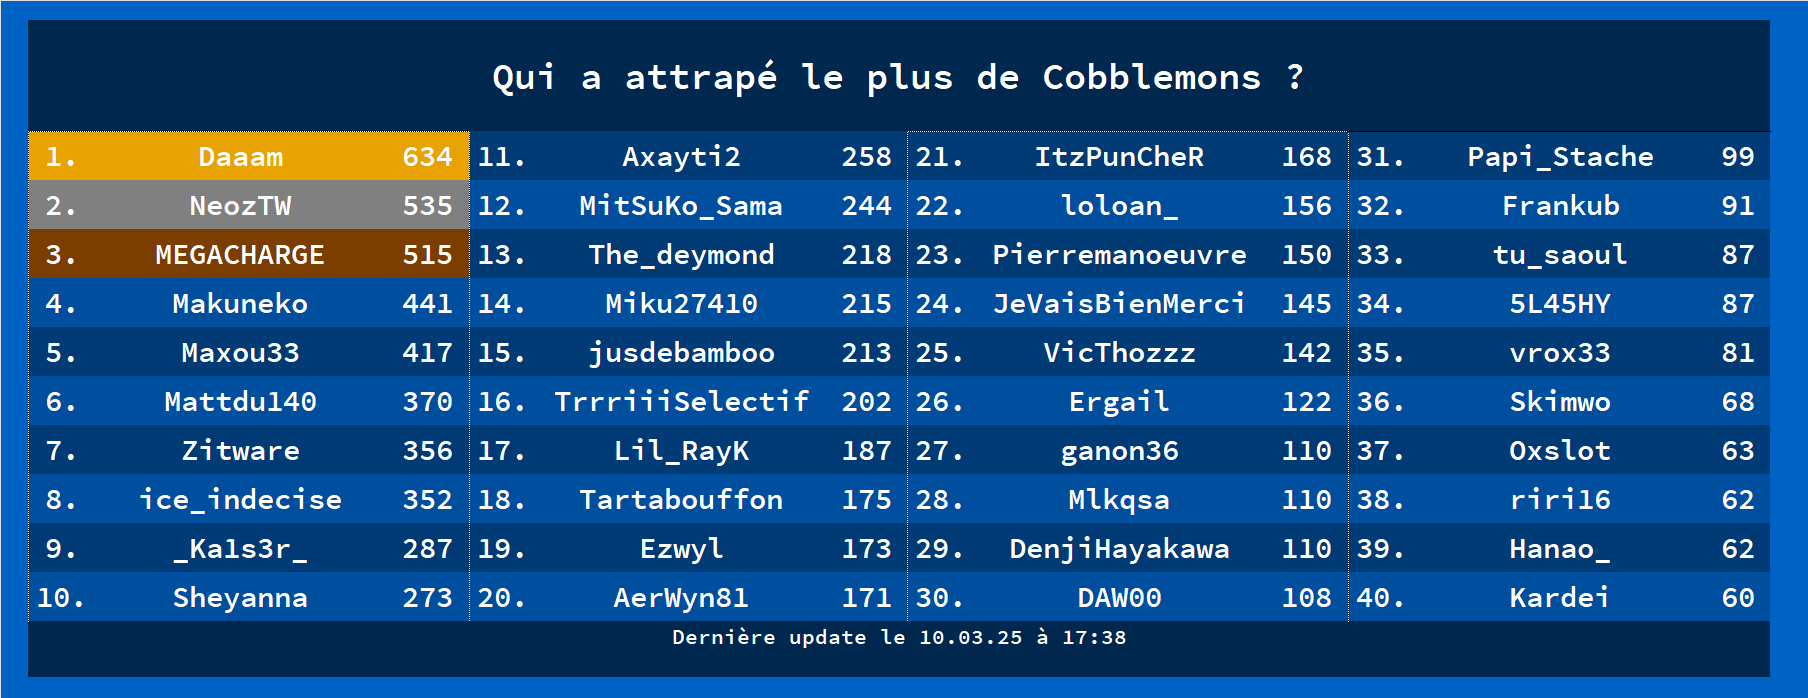 Qui a attrapé le plus de Cobblemons ?
1. Daaam 634 11. Axayti2 258 21. ItzPunCheR 168 31. Papi_Stache 99
2. NeozTW 535 12. MitSuKo_Sama 244 22. loloan_ 156 32. Frankub 91
3. MEGACHARGE 515 13. The_deymond 218 23. Pierremanoeuvre 150 33. tu_saoul 87
4. Makuneko 441 14. Miku27410 215 24. JeVaisBienMerci 145 34. 5L45HY 87
5. Maxou33 417 15. jusdebamboo 213 25. VicThozzz 142 35. vrox33 81
6. Mattdu140 370 16. TrrriiiSelectif 202 26. Ergail 122 36. Skimwo 68
7. Zitware 356 17. Lil_RayK 187 27. ganon36 110 37. Oxslot 63
8. ice_indecise 352 18. Tartabouffon 175 28. Mlkqsa 110 38. riri16 62
9. _Ka1s3r_ 287 19. Ezwyl 173 29. DenjiHayakawa 110 39. Hanao_ 62
10. Sheyanna 273 20. AerWyn81 171 30. DAW00 108 40. Kardei 60
Dernière update le 10.03.25 à 17:38